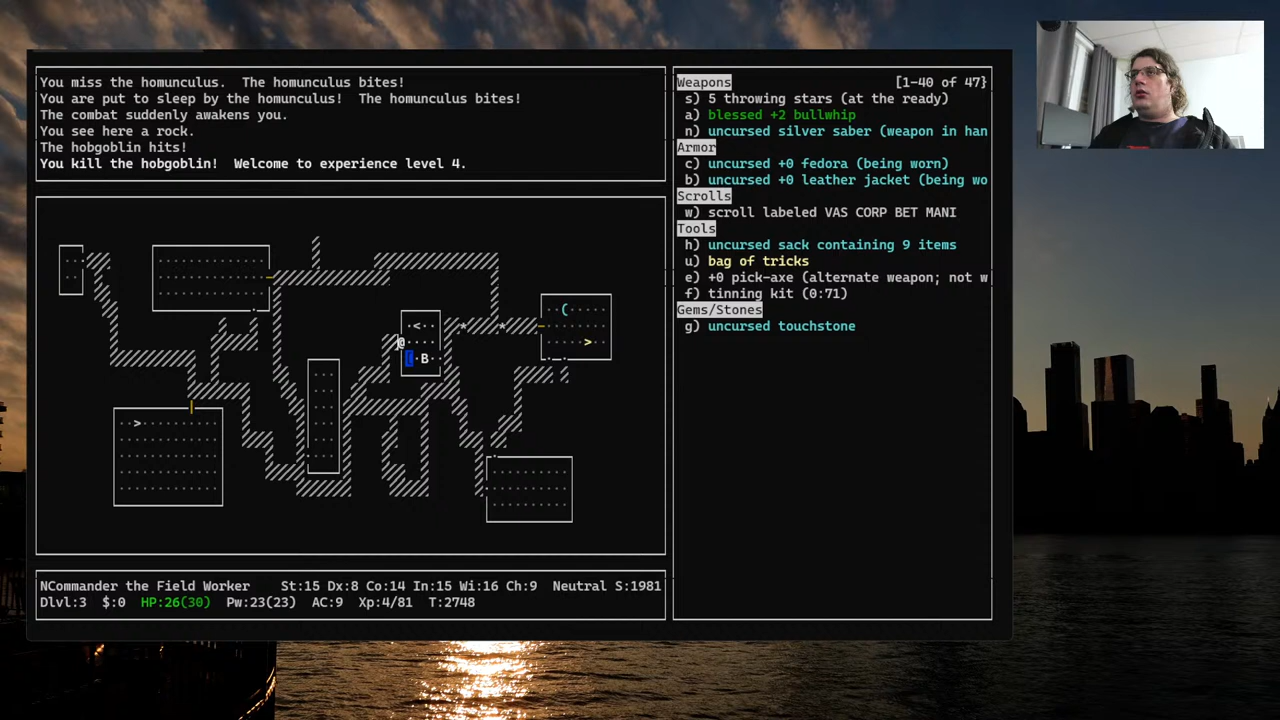 You miss the homunculus.  The homunculus bites!
You are put to sleep by the homunculus!  The homunculus bites!
The combat suddenly awakens you.
You see here a rock.
The hobgoblin hits!
You kill the hobgoblin!  Welcome to experience level 4.
NCommander the Field Worker    St:15 Dx:8 Co:14 In:15 Wi:16 Ch:9  Neutral S:1981
Dlvl:3  $:0  HP:26(30)  Pw:23(23)  AC:9  Xp:4/81  T:2748
Weapons [1-40 of 47}
s) 5 throwing stars (at the ready)
a) blessed +2 bullwhip
n) uncursed silver saber (weapon in han
Armor
c) uncursed +0 fedora (being worn)
b) uncursed +0 leather jacket (being wo
Scrolls
w) scroll labeled VAS CORP BET MANI
Tools
h) uncursed sack containing 9 items
u) bag of tricks
e) +0 pick-axe (alternate weapon; not w
f) tinning kit (0:71)
Gems/Stones
g) uncursed touchstone